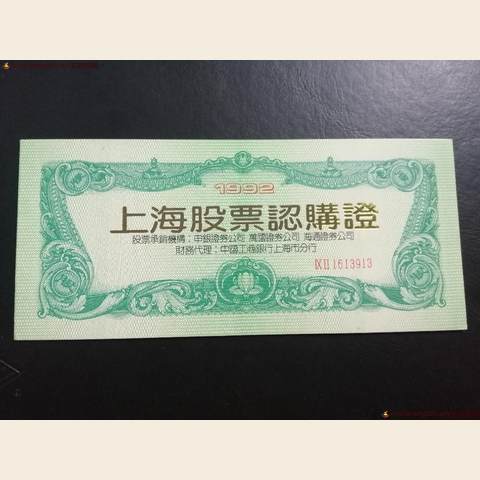 1992
上海股票認購證
股票承銷機構：申銀證券公司 萬國證券公司 海通證券公司
財務代理：中國工商銀行上海市分行
IXII 1613913